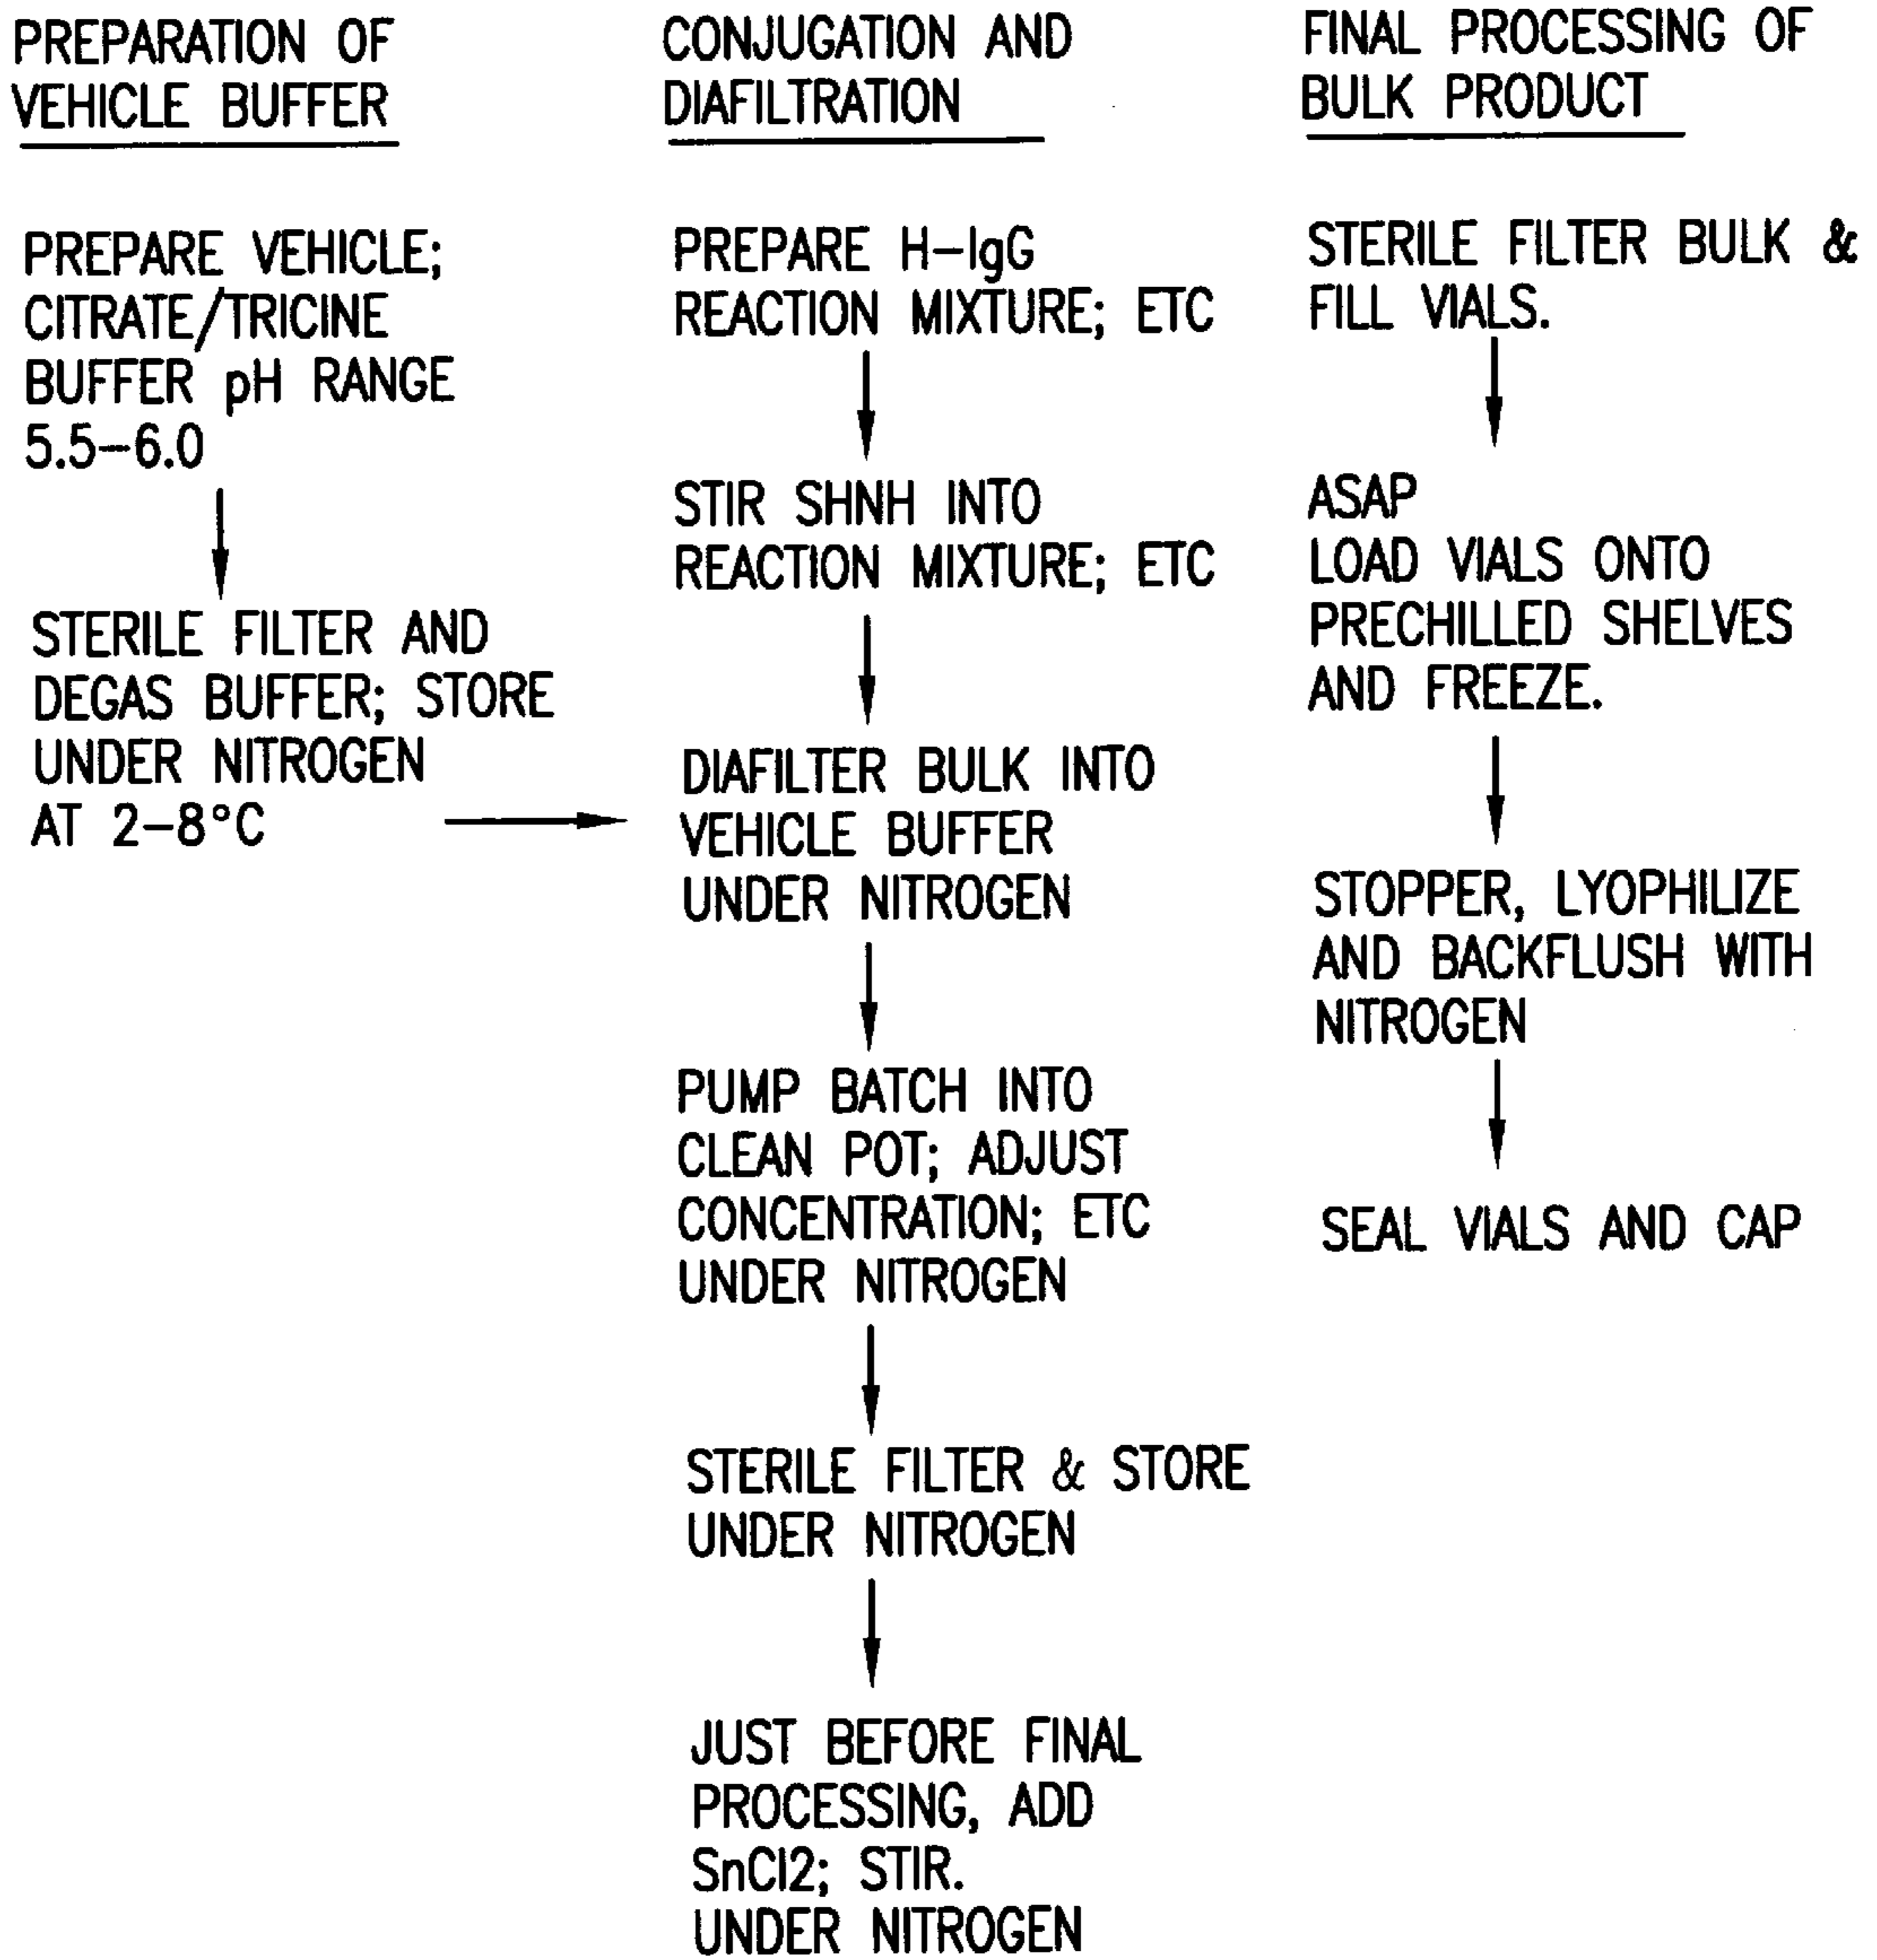 PREPARATION OF
VEHICLE BUFFER
PREPARE VEHICLE;
CITRATE/TRICINE
BUFFER pH RANGE
5.5–6.0
STERILE FILTER AND
DEGAS BUFFER; STORE
UNDER NITROGEN
AT 2–8°C
CONJUGATION AND
DIAFILTRATION
PREPARE H–IgG
REACTION MIXTURE; ETC
STIR SHNH INTO
REACTION MIXTURE; ETC
DIAFILTER BULK INTO
VEHICLE BUFFER
UNDER NITROGEN
PUMP BATCH INTO
CLEAN POT; ADJUST
CONCENTRATION; ETC
UNDER NITROGEN
STERILE FILTER & STORE
UNDER NITROGEN
JUST BEFORE FINAL
PROCESSING, ADD
SnCl2; STIR.
UNDER NITROGEN
FINAL PROCESSING OF
BULK PRODUCT
STERILE FILTER BULK &
FILL VIALS.
ASAP
LOAD VIALS ONTO
PRECHILLED SHELVES
AND FREEZE.
STOPPER, LYOPHILIZE
AND BACKFLUSH WITH
NITROGEN
SEAL VIALS AND CAP